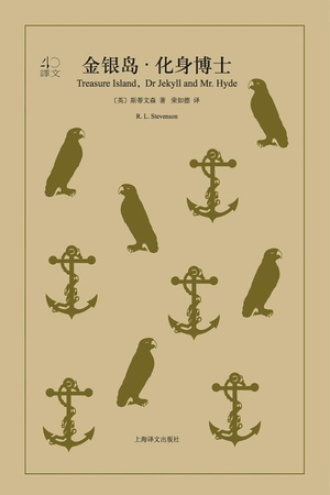 40
譯文
金银岛·化身博士
Treasure Island, Dr Jekyll and Mr. Hyde
〔英〕斯蒂文森 著 荣如德 译
R. L. Stevenson
上海译文出版社